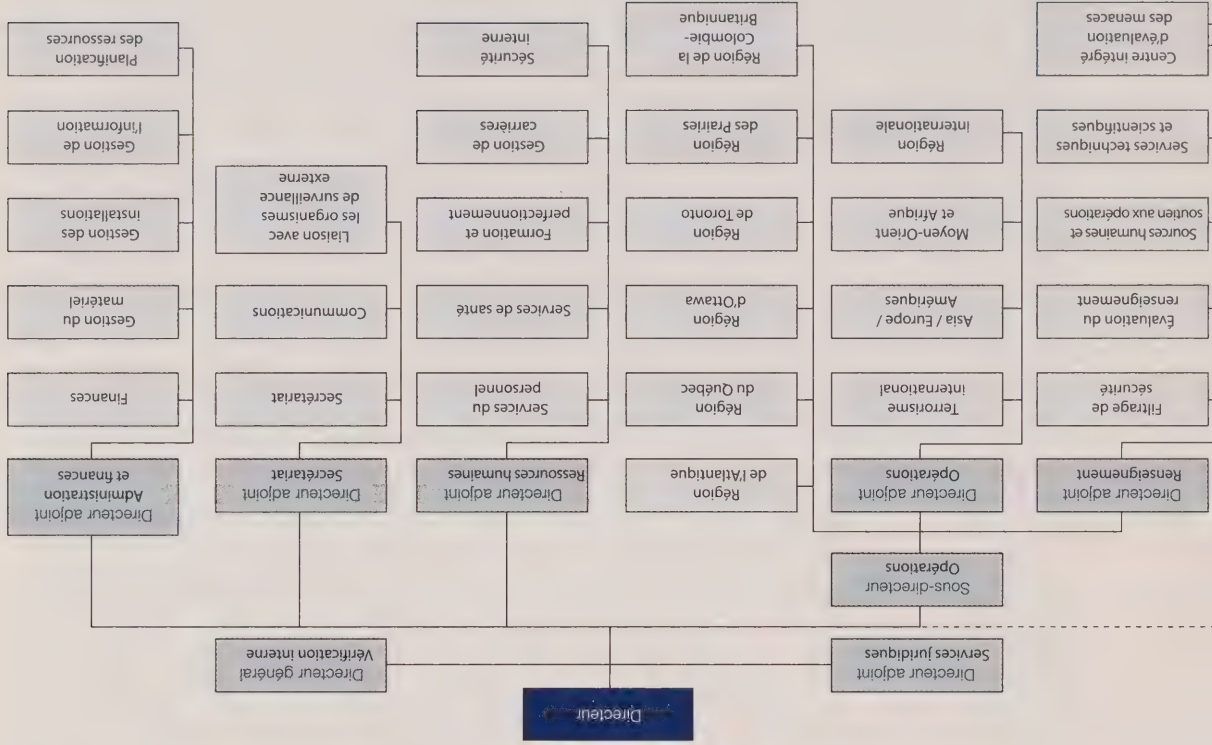 Directeur
Directeur adjoint
Services juridiques
Directeur général
Vérification interne
Sous-directeur
Opérations
Directeur adjoint
Renseignement
Filtrage de
sécurité
Évaluation du
renseignement
Sources humaines et
soutien aux opérations
Services techniques
et scientifiques
Centre intégré
d'évaluation
des menaces
Directeur adjoint
Opérations
Terrorisme
international
Asia / Europe /
Amériques
Moyen-Orient
et Afrique
Région
internationale
Région
de l'Atlantique
Région
du Québec
Région
d'Ottawa
Région
de Toronto
Région
des Prairies
Région de la
Colombie-
Britannique
Directeur adjoint
Ressources humaines
Services du
personnel
Services de santé
Formation et
perfectionnement
Gestion de
carrières
Sécurité
interne
Directeur adjoint
Secrétariat
Secrétariat
Communications
Liaison avec
les organismes
de surveillance
externe
Directeur adjoint
Administration
et finances
Finances
Gestion du
matériel
Gestion des
installations
Gestion de
l'information
Planification
des ressources